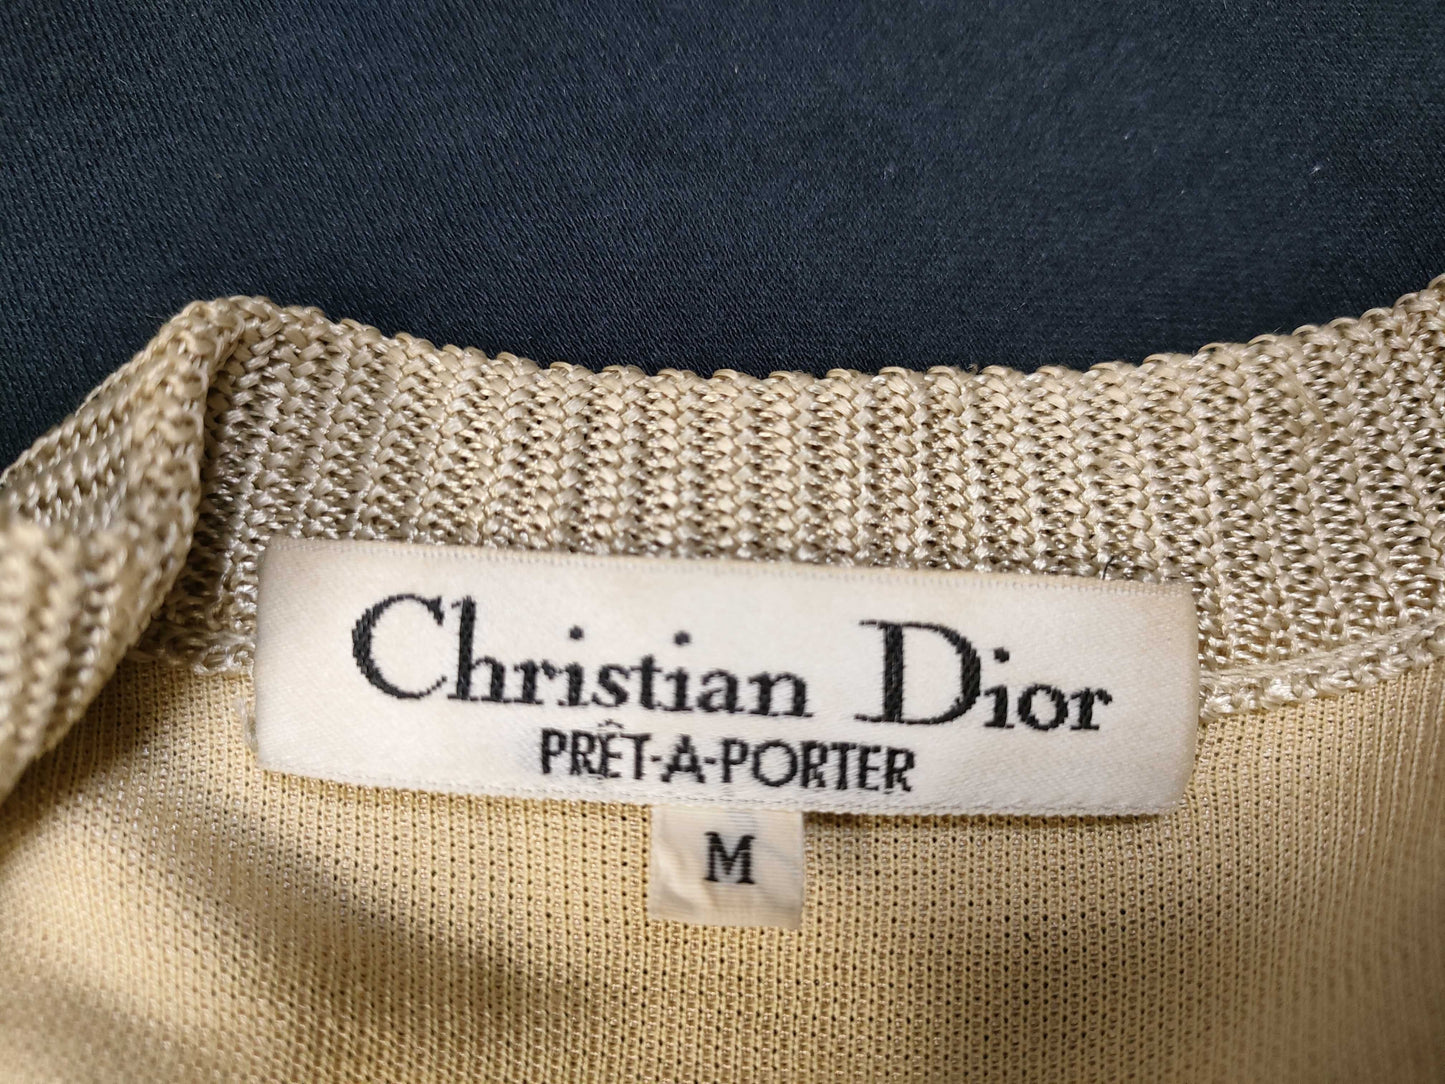 Christian Dior
PRÊT-A-PORTER
M